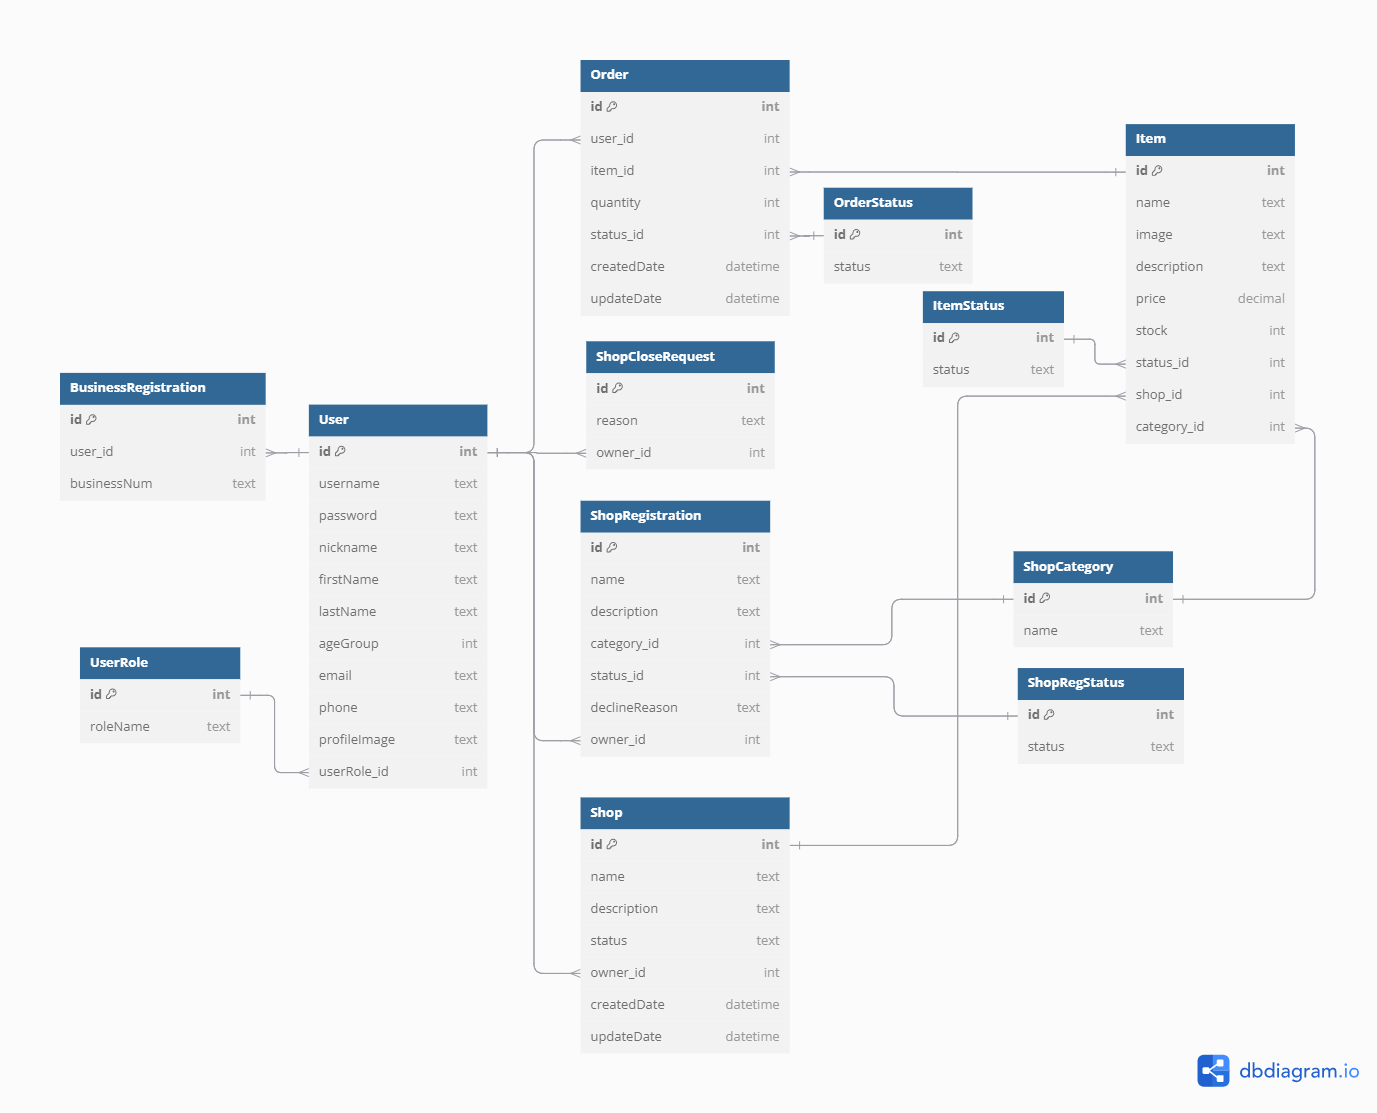 Order
id int
user_id int
item_id int
quantity int
status_id int
createdDate datetime
updateDate datetime
Item
id int
name text
image text
description text
price decimal
stock int
status_id int
shop_id int
category_id int
OrderStatus
id int
status text
ItemStatus
id int
status text
ShopCloseRequest
id int
reason text
owner_id int
BusinessRegistration
id int
user_id int
businessNum text
User
id int
username text
password text
nickname text
firstName text
lastName text
ageGroup int
email text
phone text
profileImage text
userRole_id int
ShopRegistration
id int
name text
description text
category_id int
status_id int
declineReason text
owner_id int
ShopCategory
id int
name text
UserRole
id int
roleName text
ShopRegStatus
id int
status text
Shop
id int
name text
description text
status text
owner_id int
createdDate datetime
updateDate datetime
dbdiagram.io